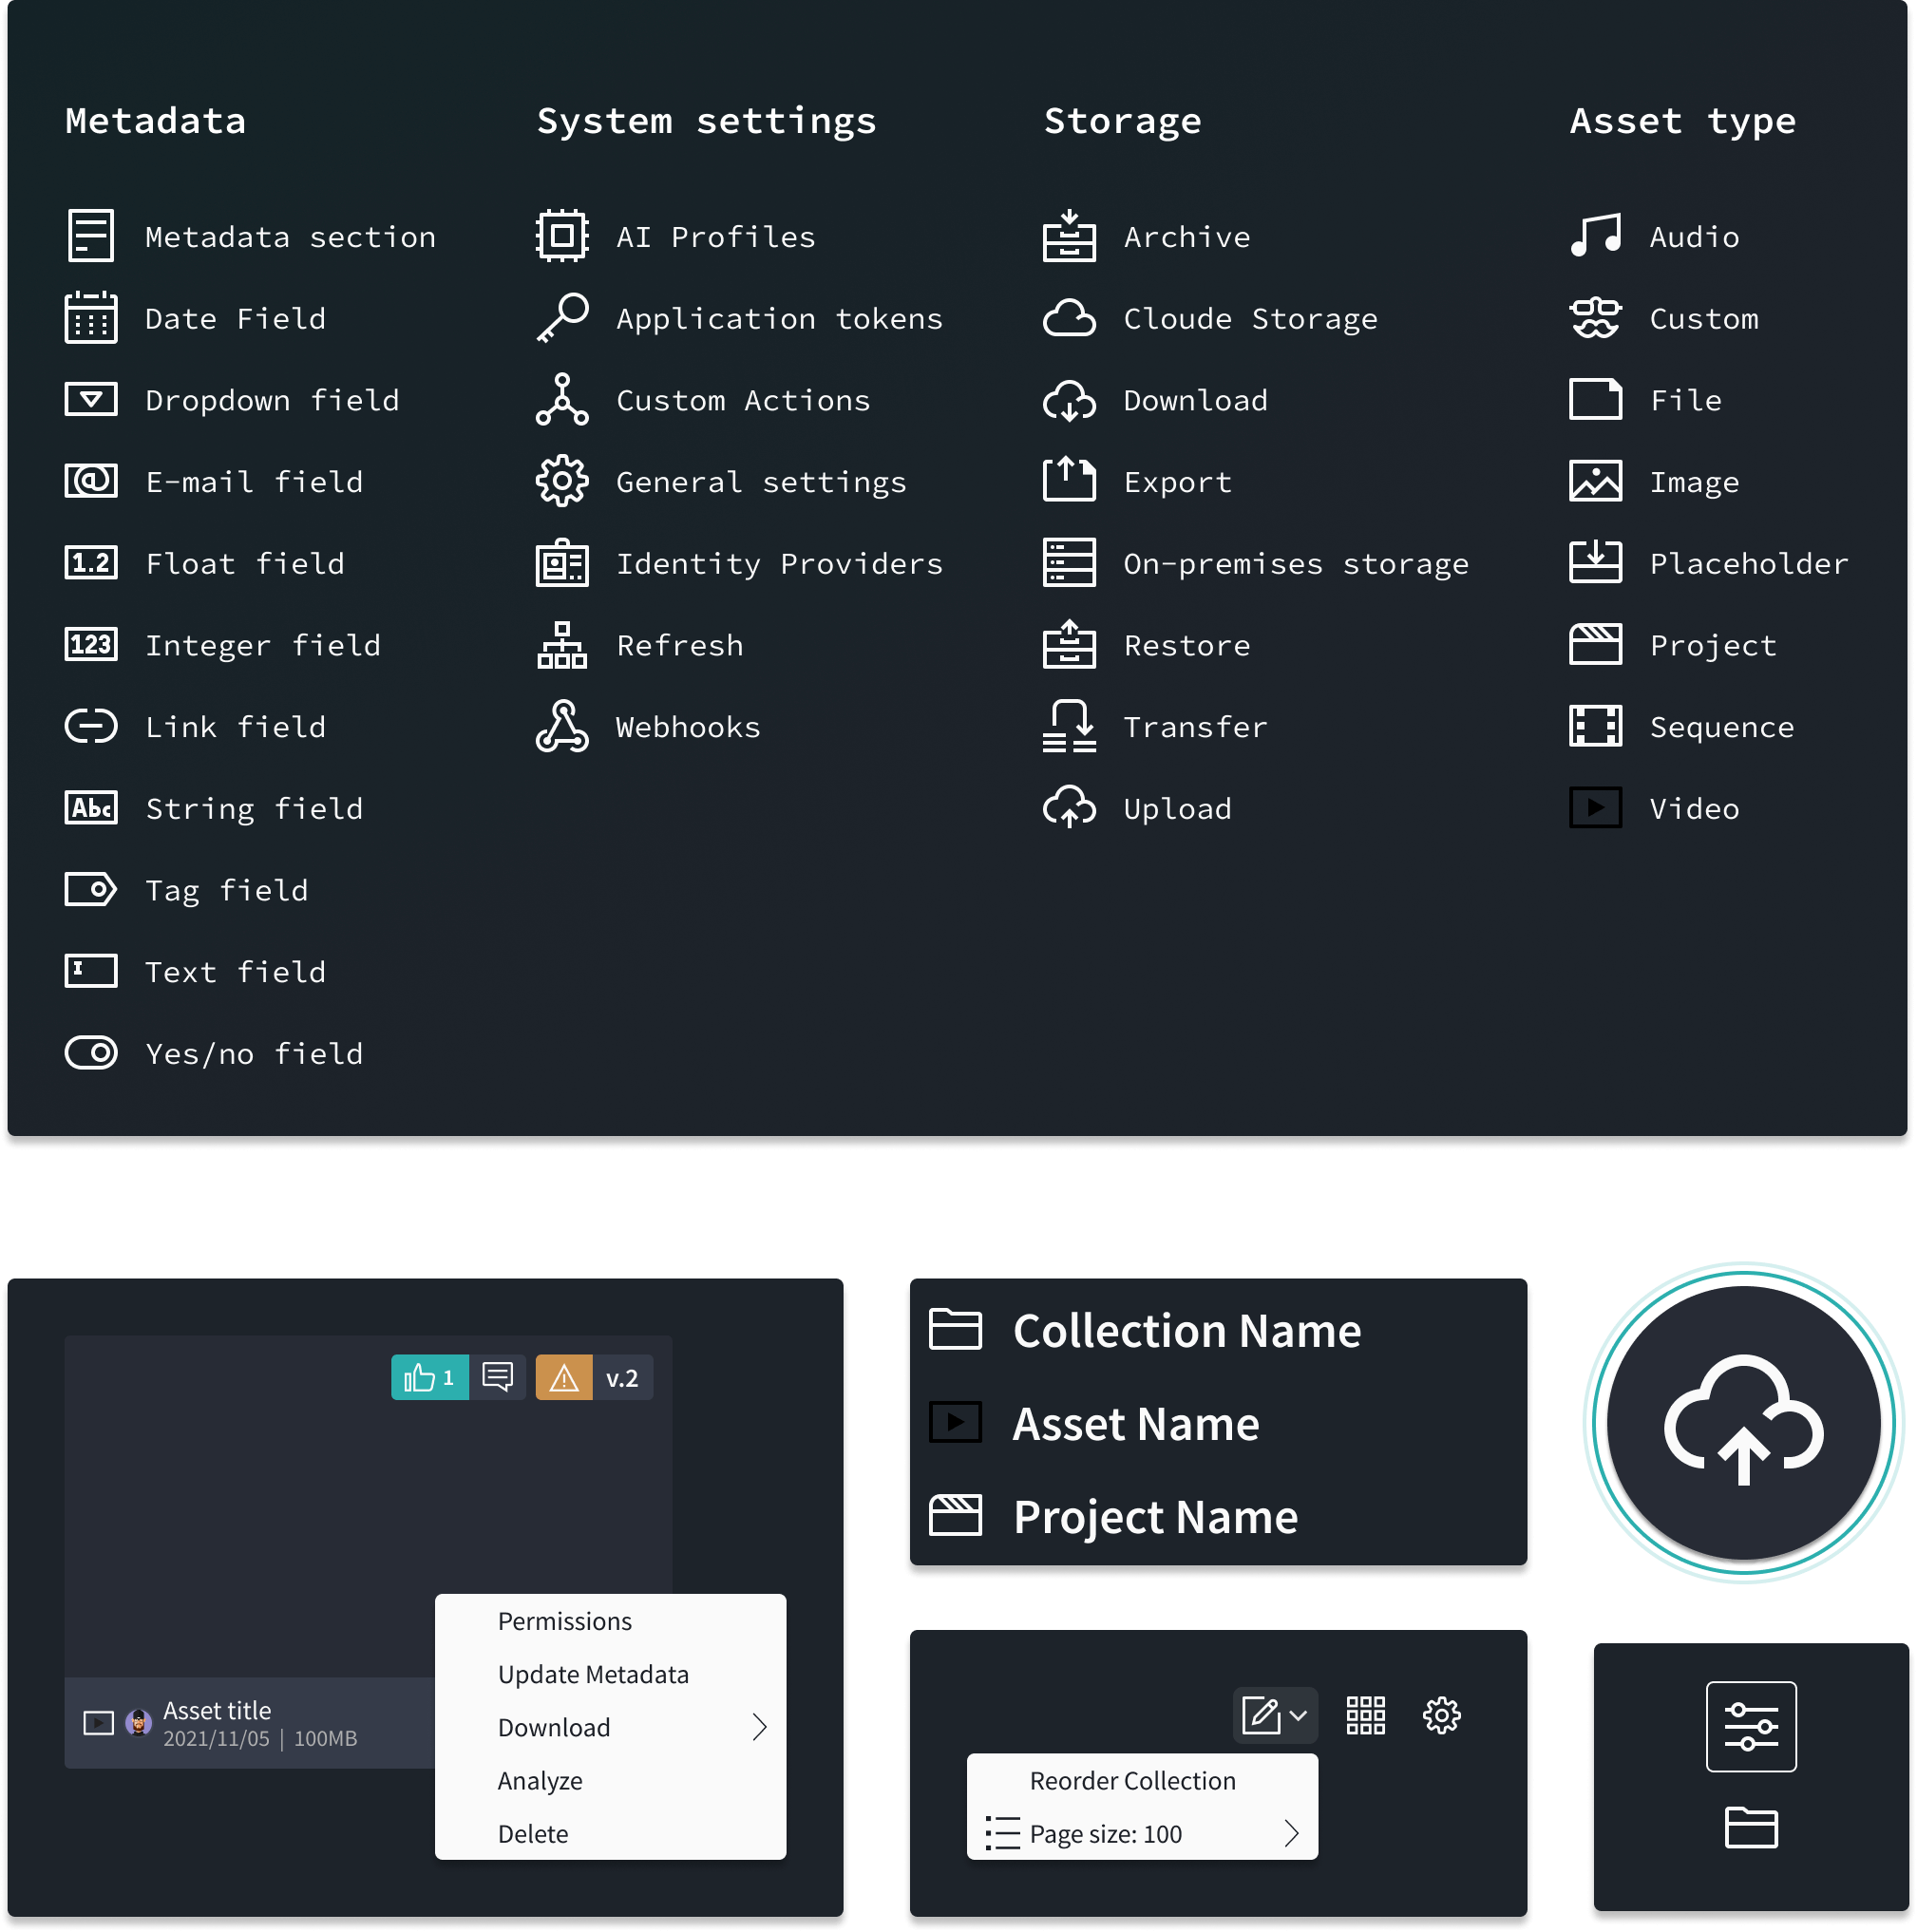 Metadata
Metadata section
Date Field
Dropdown field
@
E-mail field
1.2
Float field
123
Integer field
Link field
Abc
String field
Tag field
I
Text field
Yes/no field
System settings
AI Profiles
Application tokens
Custom Actions
General settings
Identity Providers
Refresh
Webhooks
Storage
Archive
Cloude Storage
Download
Export
On-premises storage
Restore
Transfer
Upload
Asset type
Audio
Custom
File
Image
Placeholder
Project
Sequence
Video
1
v.2
Asset title
2021/11/05 | 100MB
Permissions
Update Metadata
Download
Analyze
Delete
Collection Name
Asset Name
Project Name
Reorder Collection
Page size: 100